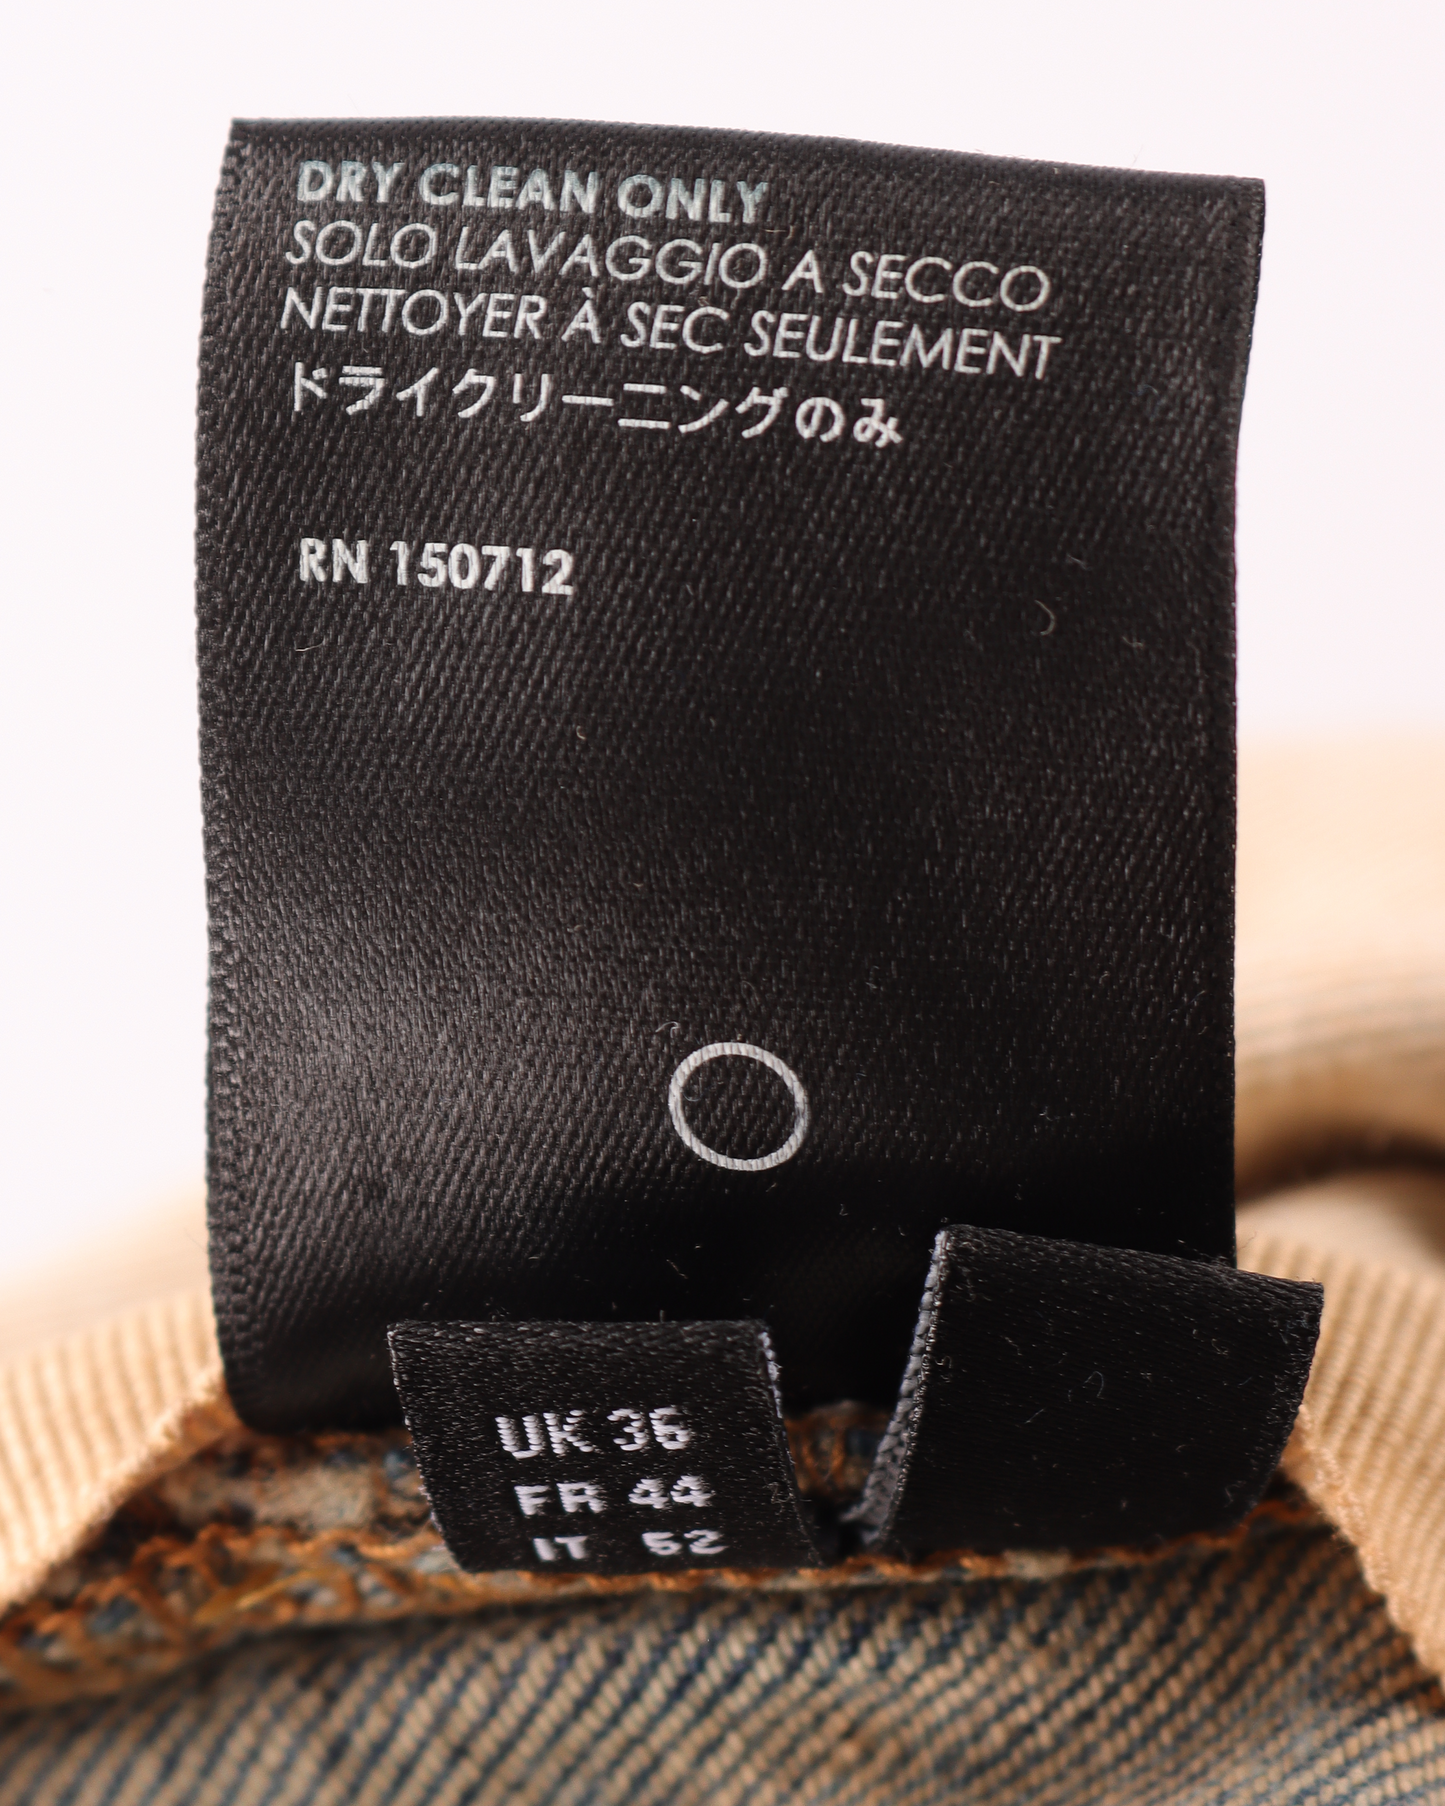 DRY CLEAN ONLY
SOLO LAVAGGIO A SECCO
NETTOYER À SEC SEULEMENT
ドライクリーニングのみ
RN 150712
UK 36
FR 44
IT 52